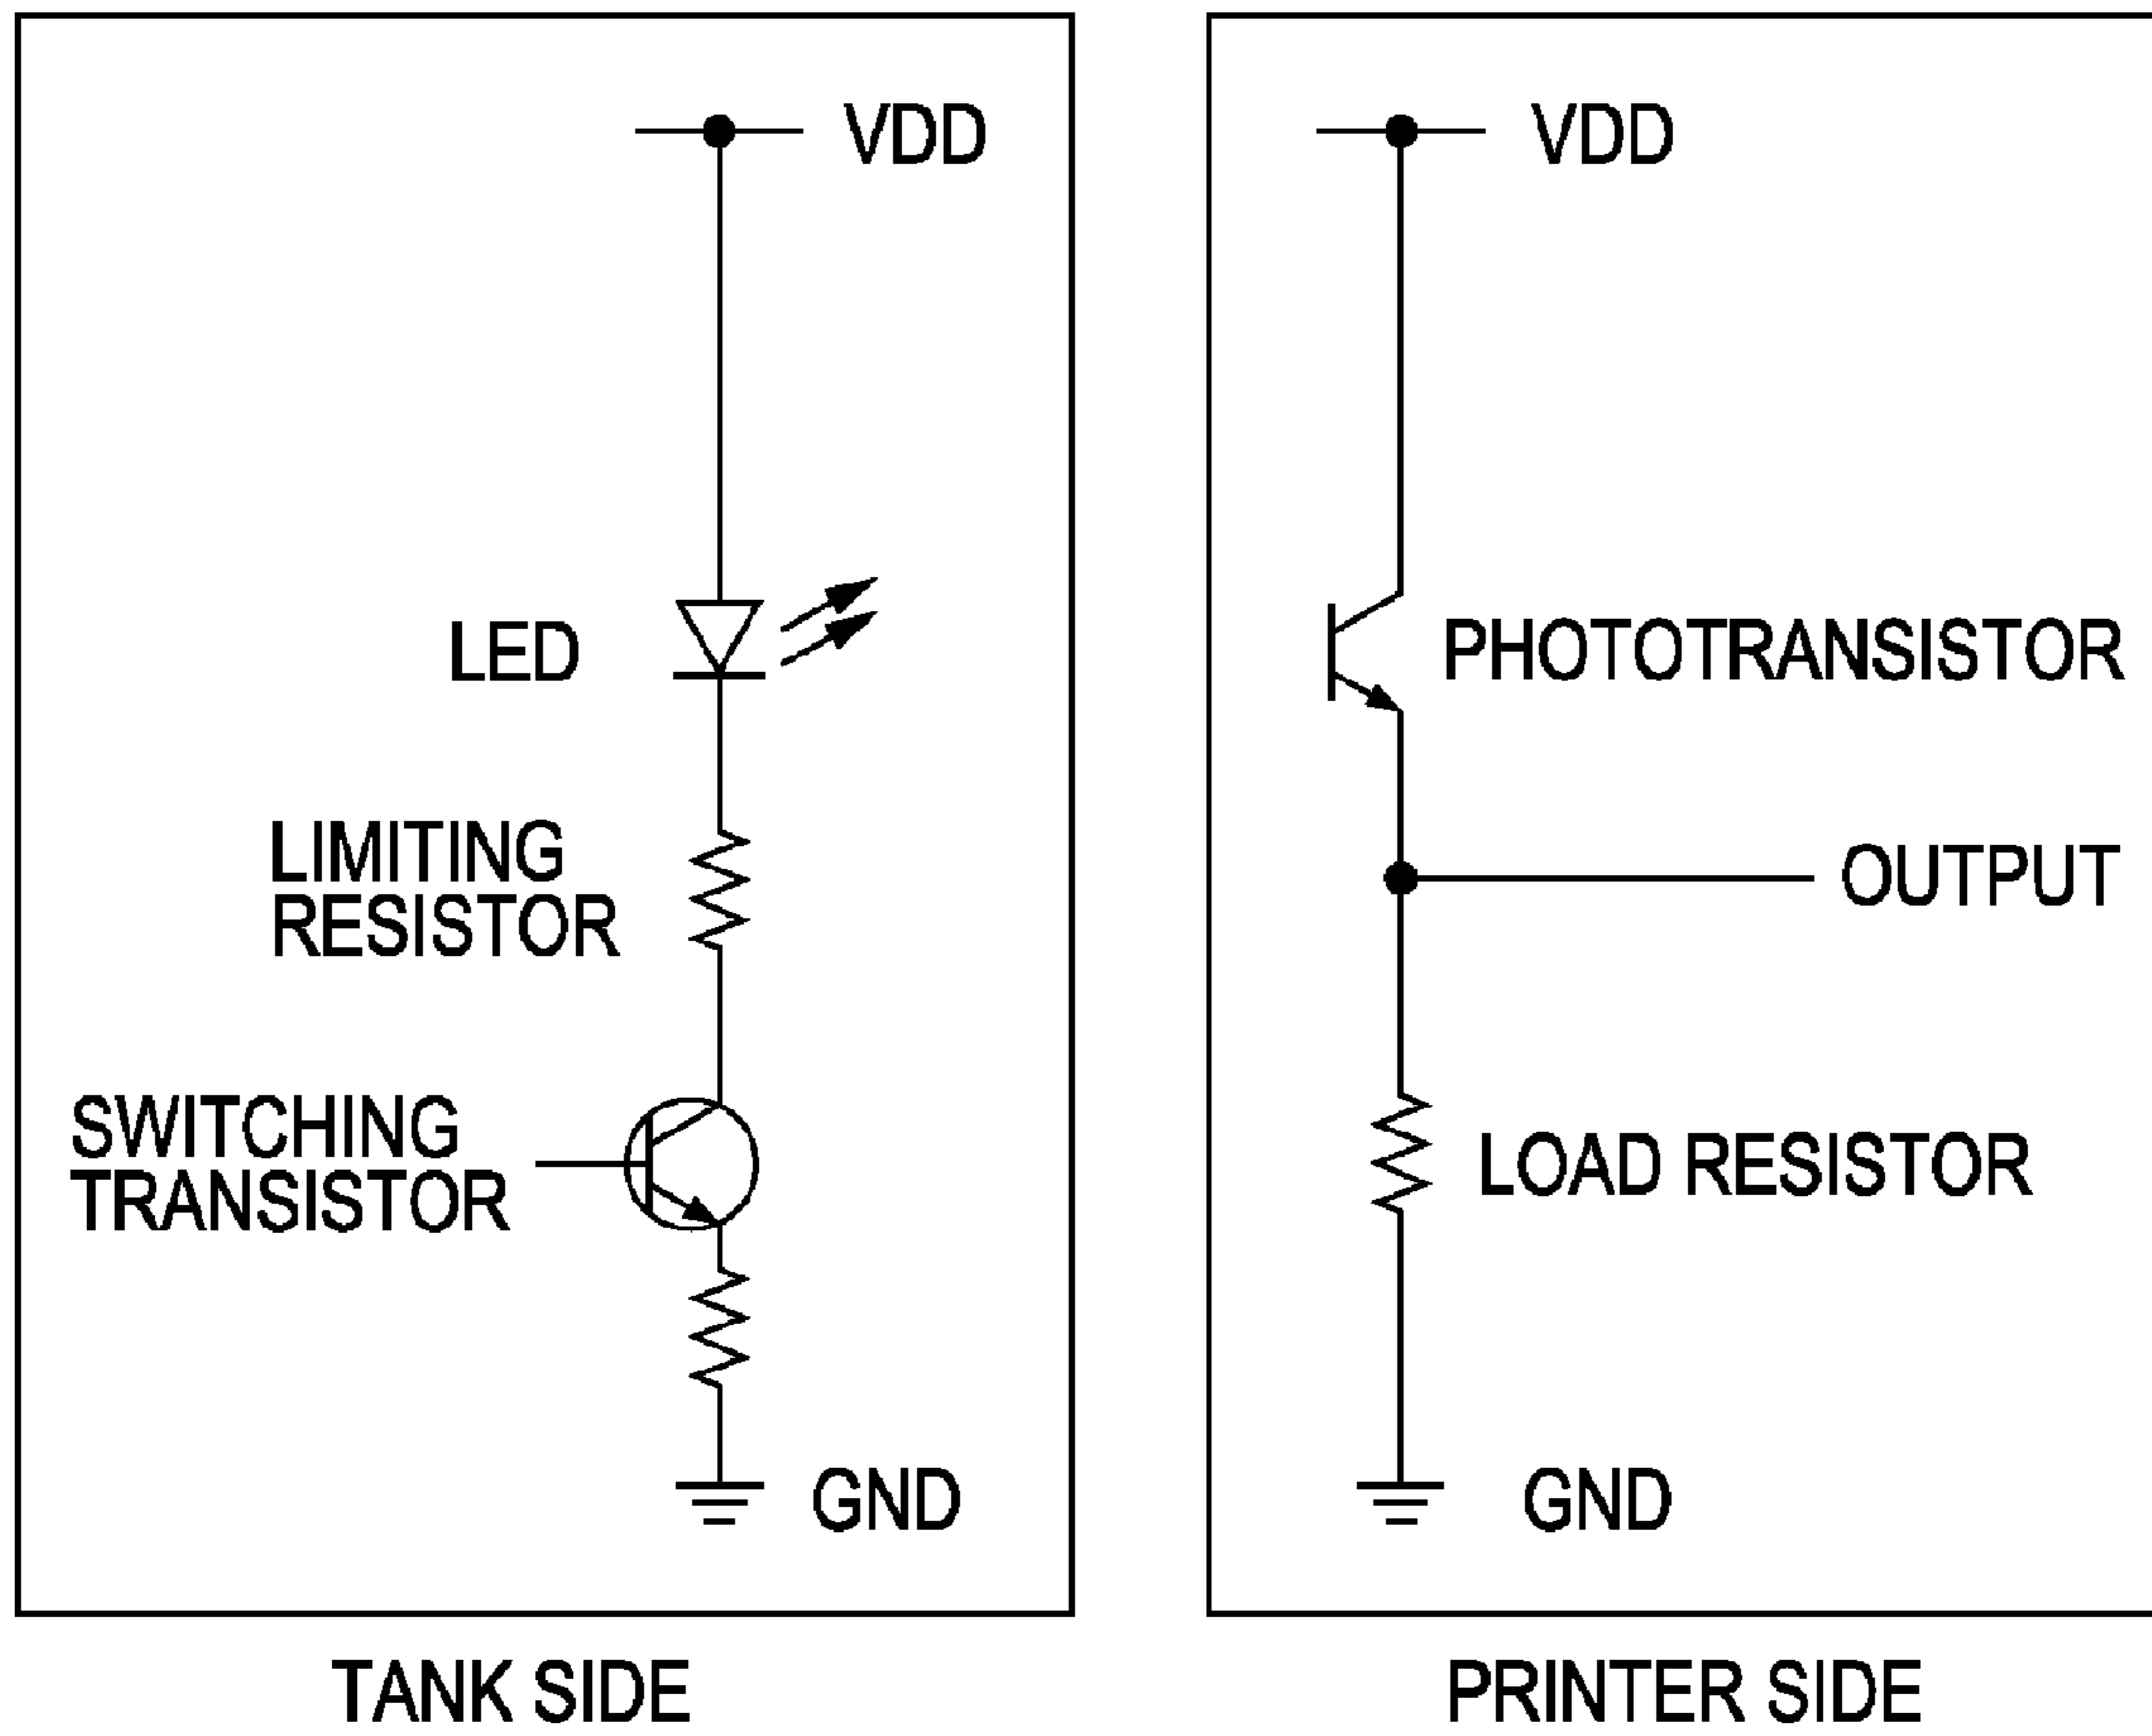 VDD
LED
LIMITING
RESISTOR
SWITCHING
TRANSISTOR
GND
TANK SIDE
VDD
PHOTOTRANSISTOR
OUTPUT
LOAD RESISTOR
GND
PRINTER SIDE